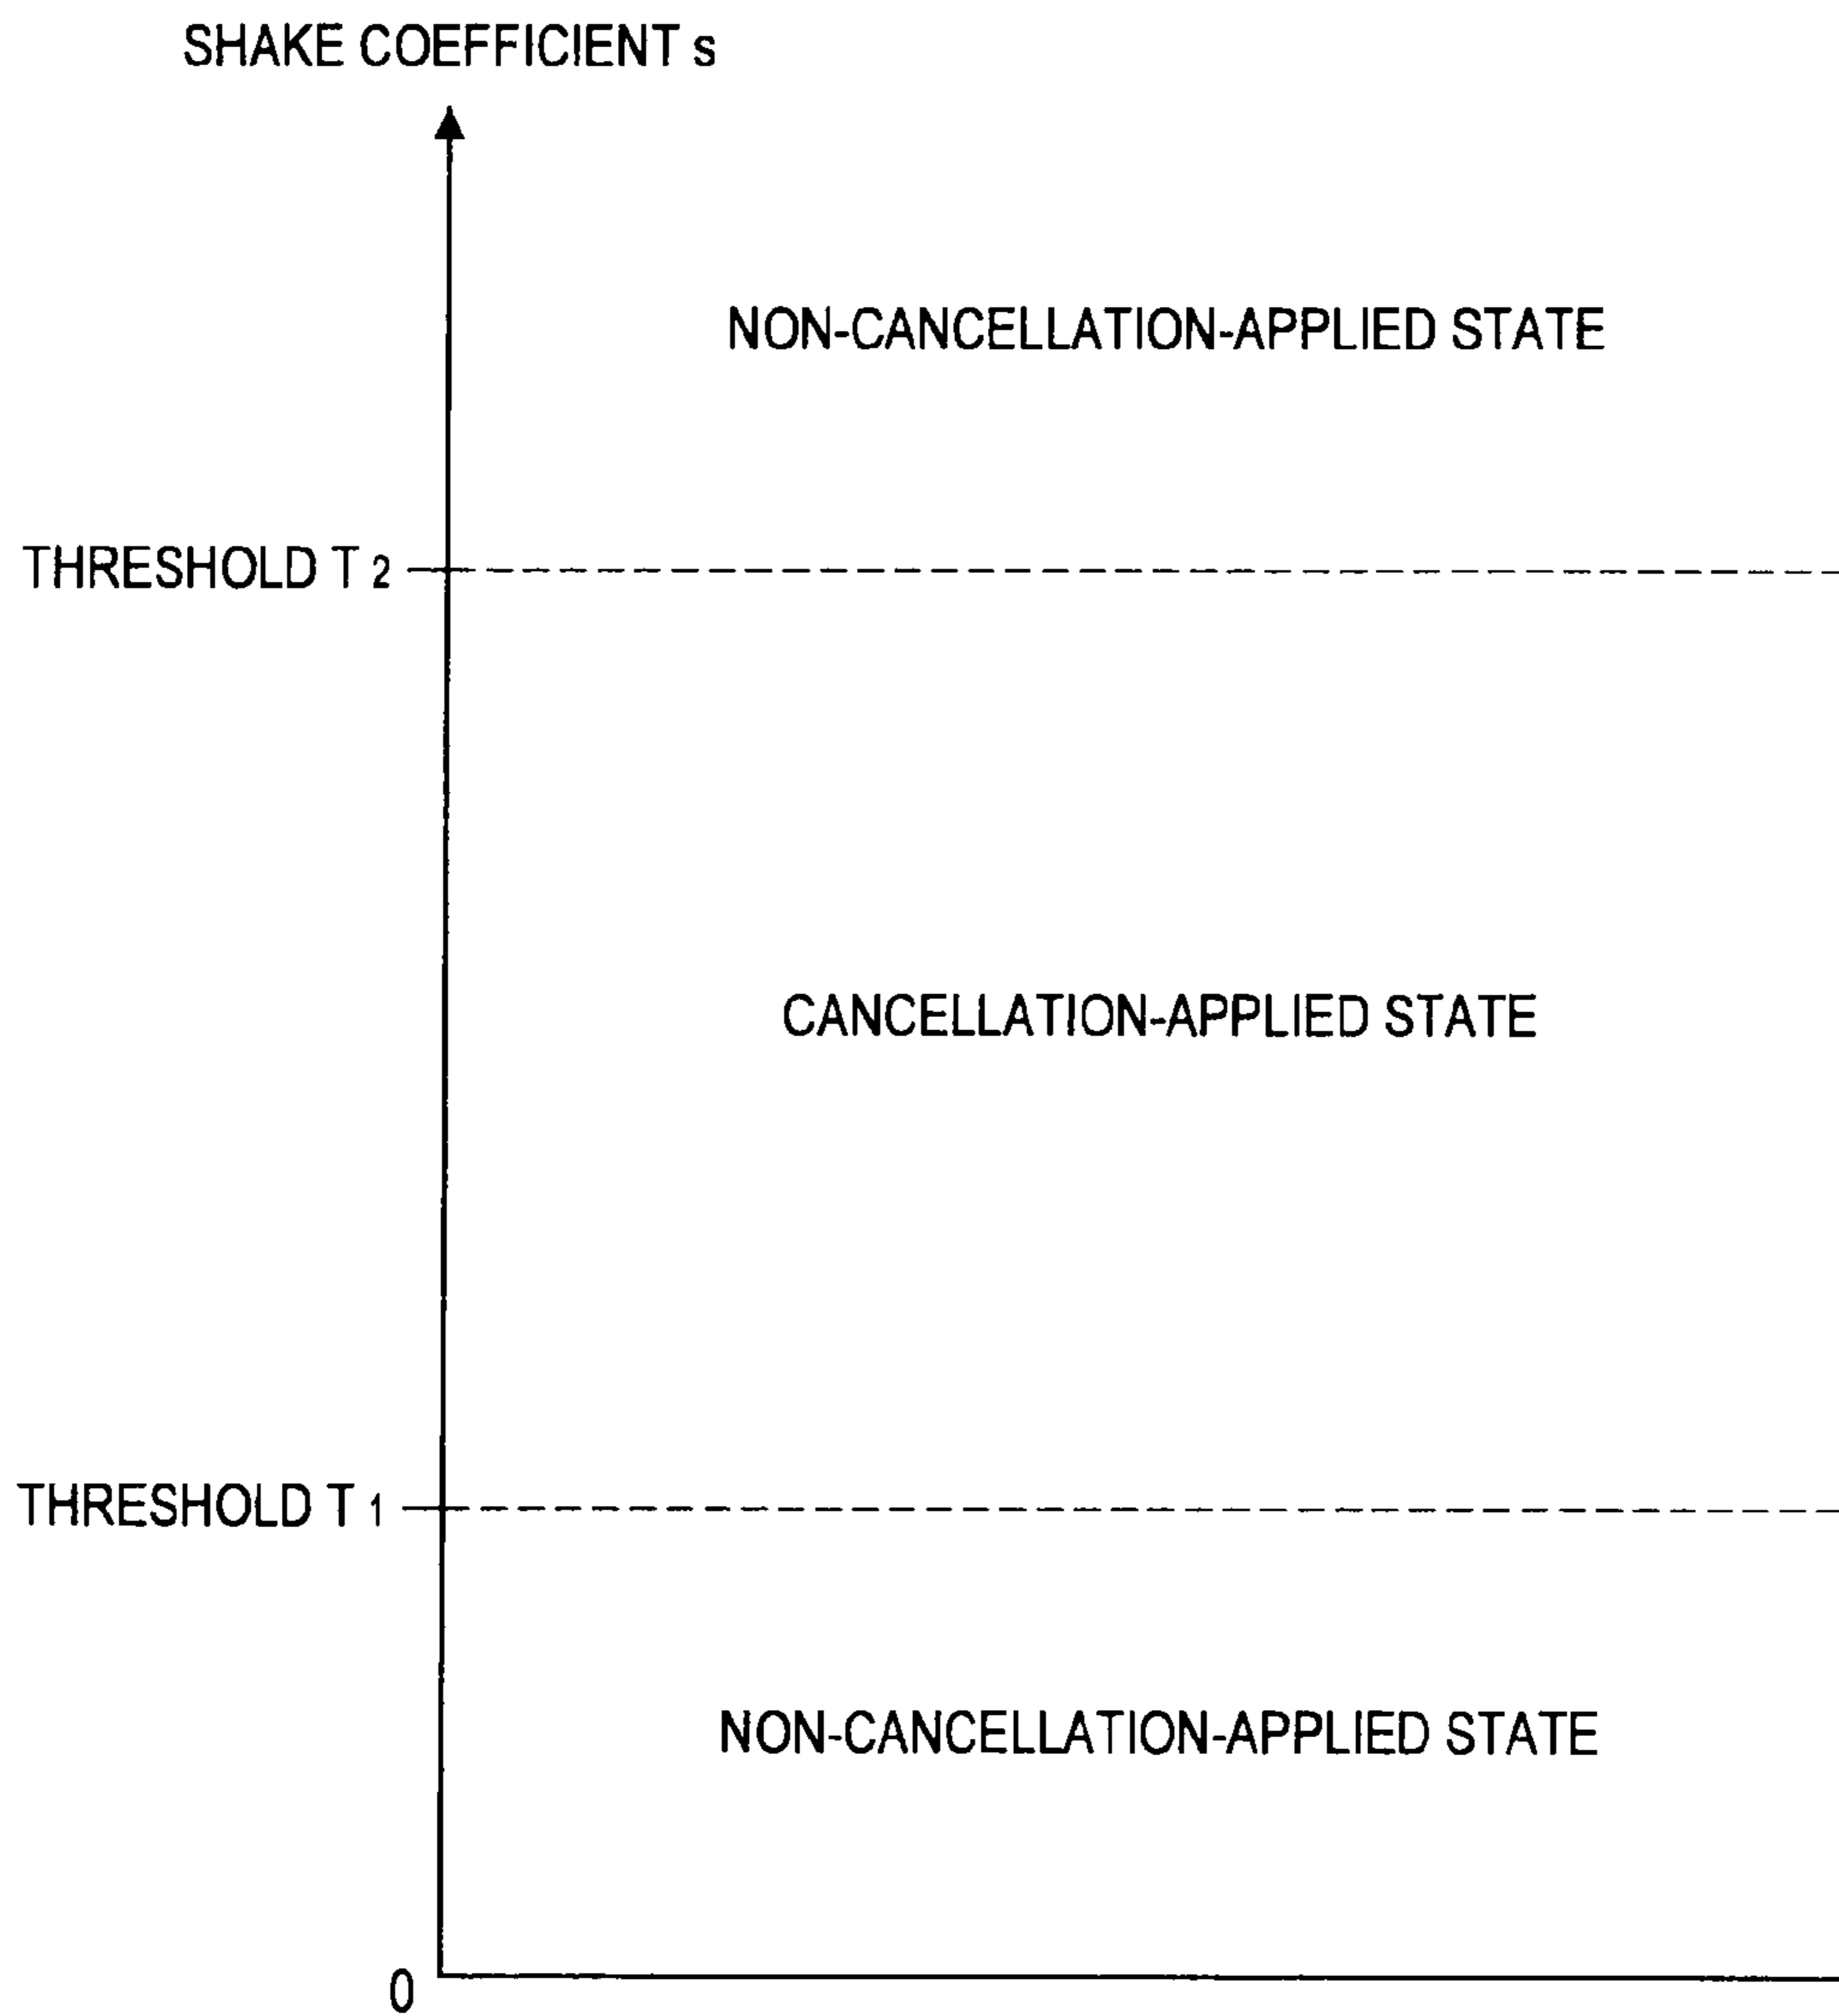 SHAKE COEFFICIENT s
NON-CANCELLATION-APPLIED STATE
THRESHOLD T 2
CANCELLATION-APPLIED STATE
THRESHOLD T 1
NON-CANCELLATION-APPLIED STATE
0